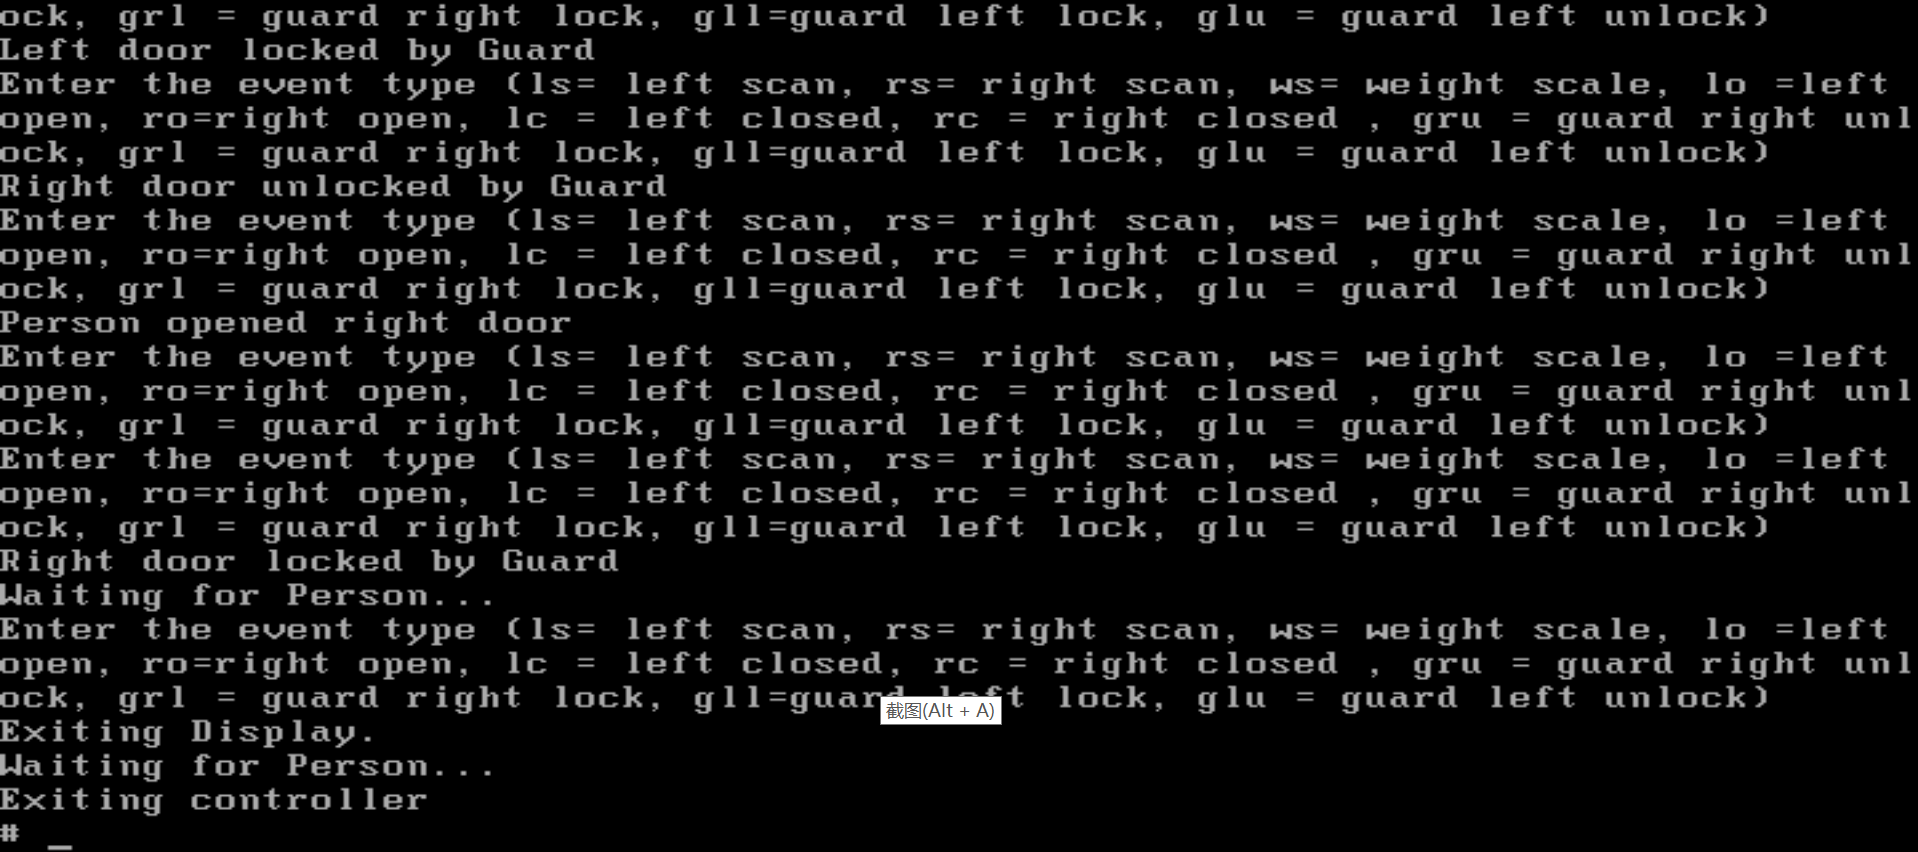 ock, grl = guard right lock, gll=guard left lock, glu = guard left unlock)
Left door locked by Guard
Enter the event type (ls= left scan, rs= right scan, ws= weight scale, lo =left
open, ro=right open, lc = left closed, rc = right closed , gru = guard right unl
ock, grl = guard right lock, gll=guard left lock, glu = guard left unlock)
Right door unlocked by Guard
Enter the event type (ls= left scan, rs= right scan, ws= weight scale, lo =left
open, ro=right open, lc = left closed, rc = right closed , gru = guard right unl
ock, grl = guard right lock, gll=guard left lock, glu = guard left unlock)
Person opened right door
Enter the event type (ls= left scan, rs= right scan, ws= weight scale, lo =left
open, ro=right open, lc = left closed, rc = right closed , gru = guard right unl
ock, grl = guard right lock, gll=guard left lock, glu = guard left unlock)
Enter the event type (ls= left scan, rs= right scan, ws= weight scale, lo =left
open, ro=right open, lc = left closed, rc = right closed , gru = guard right unl
ock, grl = guard right lock, gll=guard left lock, glu = guard left unlock)
Right door locked by Guard
Waiting for Person...
Enter the event type (ls= left scan, rs= right scan, ws= weight scale, lo =left
open, ro=right open, lc = left closed, rc = right closed , gru = guard right unl
ock, grl = guard right lock, gll=guard left lock, glu = guard left unlock)
截图(Alt + A)
Exiting Display.
Waiting for Person...
Exiting controller
# _